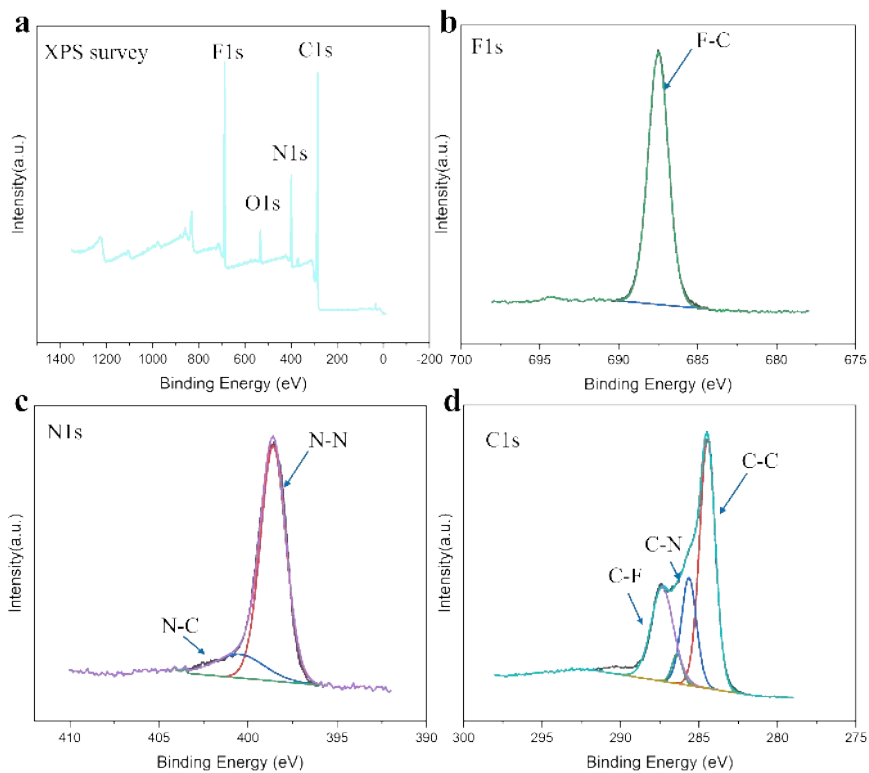 a
XPS survey
F1s
C1s
N1s
O1s
Intensity(a.u.)
1400 1200 1000 800 600 400 200 0 -200
Binding Energy (eV)
b
F1s
F-C
Intensity(a.u.)
700 695 690 685 680 675
Binding Energy (eV)
c
N1s
N-N
N-C
Intensity(a.u.)
410 405 400 395 390
Binding Energy (eV)
d
C1s
C-C
C-N
C-F
Intensity(a.u.)
300 295 290 285 280 275
Binding Energy (eV)